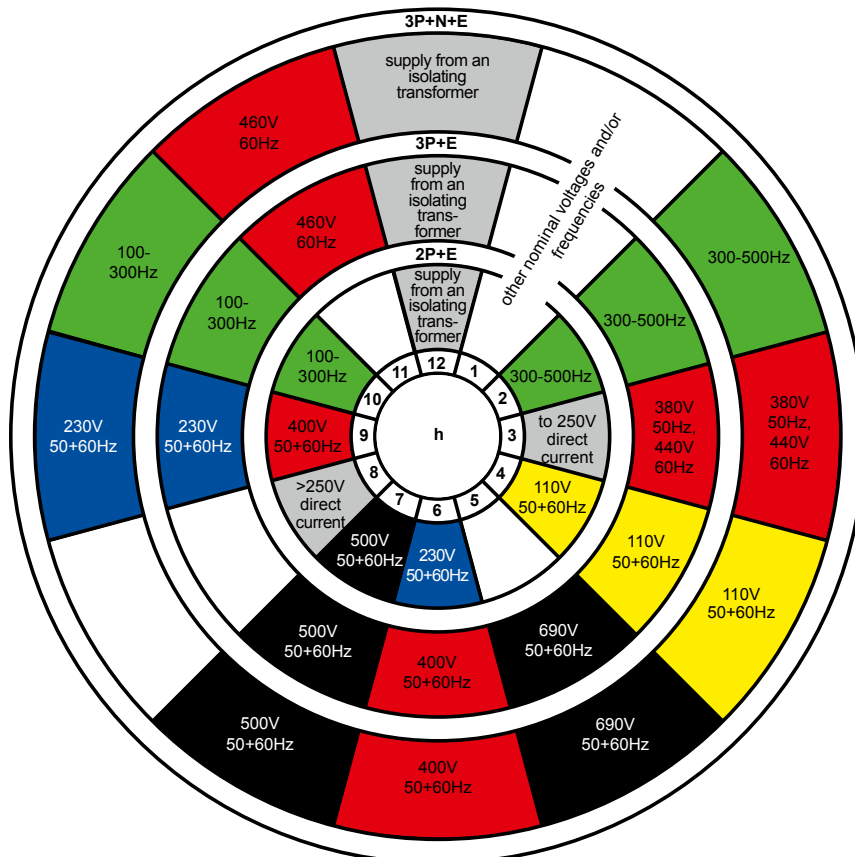 3P+N+E
supply from an
isolating
transformer
460V
60Hz
100-
300Hz
230V
50+60Hz
500V
50+60Hz
400V
50+60Hz
690V
50+60Hz
110V
50+60Hz
380V
50Hz,
440V
60Hz
300-500Hz
other nominal voltages and/or
frequencies
3P+E
supply
from an
isolating
trans-
former
460V
60Hz
100-
300Hz
230V
50+60Hz
500V
50+60Hz
400V
50+60Hz
690V
50+60Hz
110V
50+60Hz
380V
50Hz,
440V
60Hz
300-500Hz
2P+E
supply
from an
isolating
trans-
former
100-
300Hz
400V
50+60Hz
>250V
direct
current
500V
50+60Hz
230V
50+60Hz
110V
50+60Hz
to 250V
direct
current
300-500Hz
12
1
2
3
4
5
6
7
8
9
10
11
h